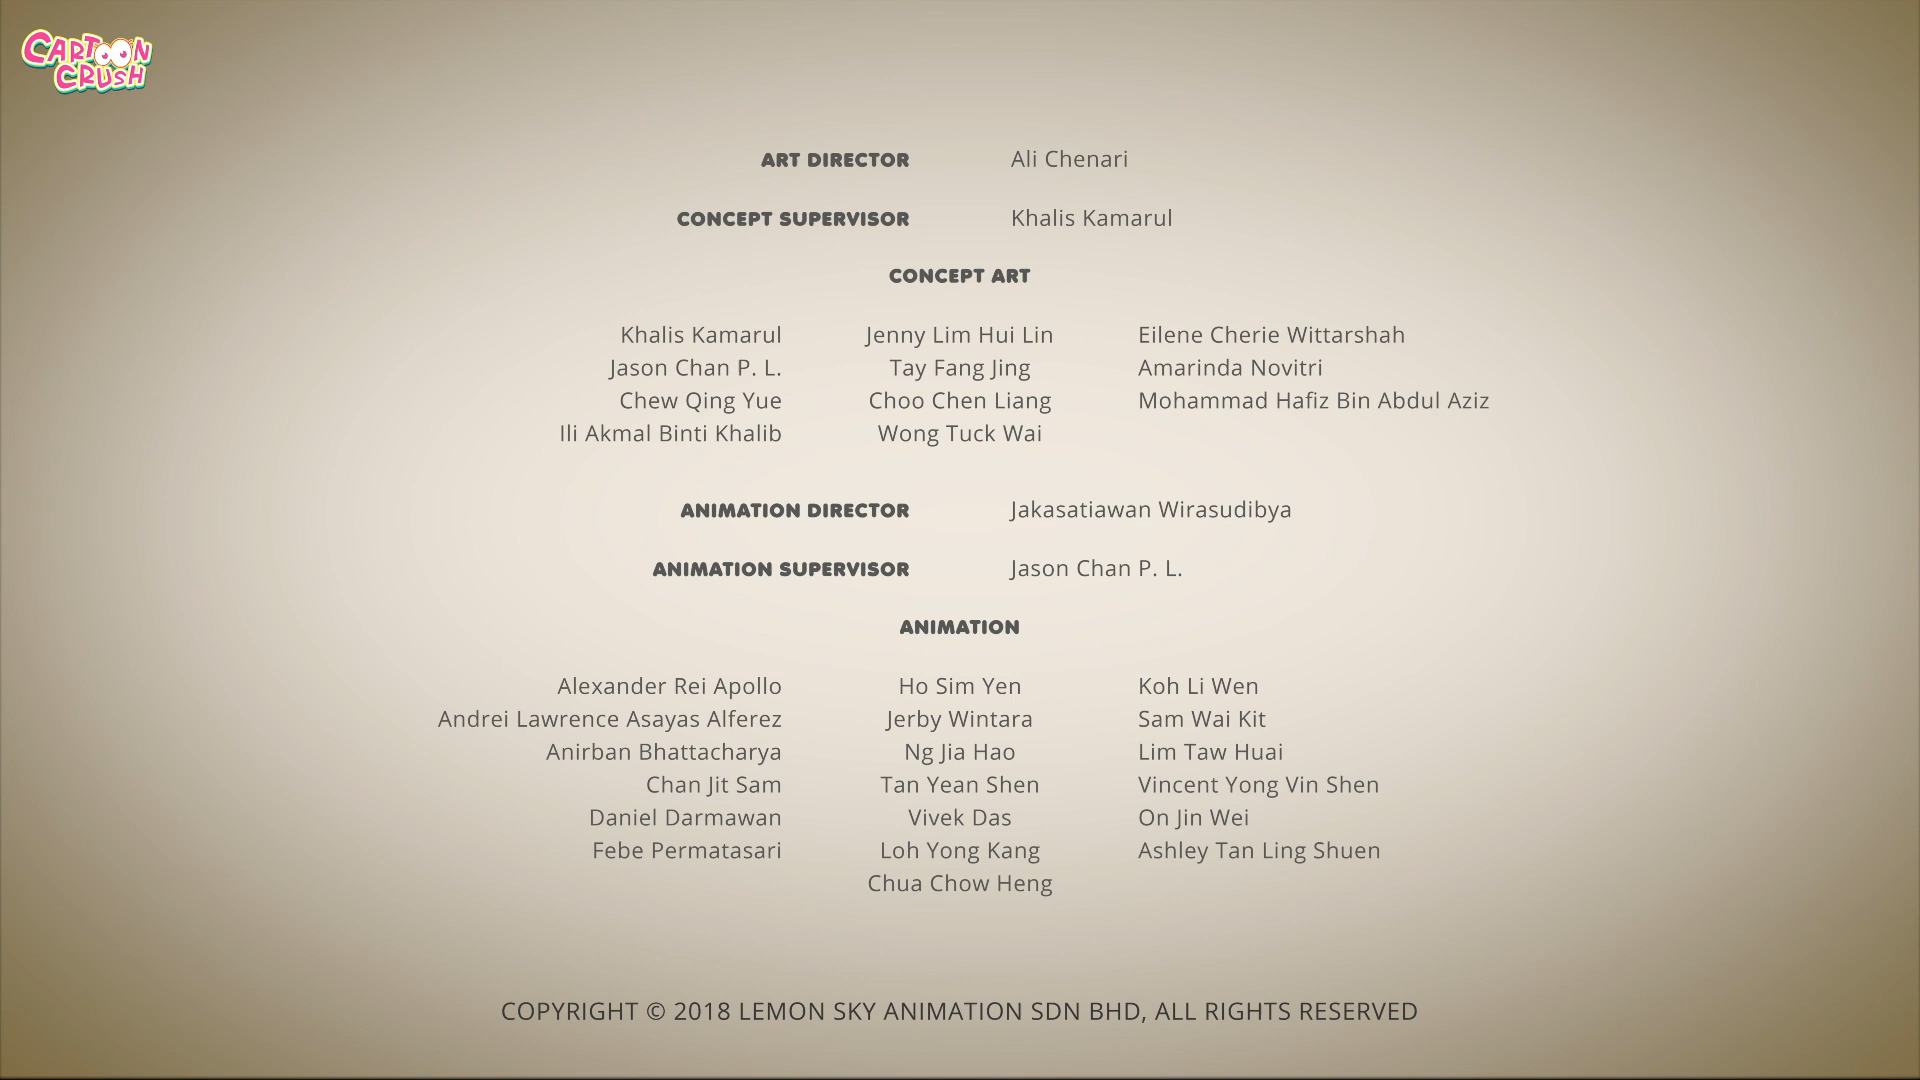 CARTOON
CRUSH
ART DIRECTOR Ali Chenari
CONCEPT SUPERVISOR Khalis Kamarul
CONCEPT ART
Khalis Kamarul Jenny Lim Hui Lin Eilene Cherie Wittarshah
Jason Chan P. L. Tay Fang Jing Amarinda Novitri
Chew Qing Yue Choo Chen Liang Mohammad Hafiz Bin Abdul Aziz
Ili Akmal Binti Khalib Wong Tuck Wai
ANIMATION DIRECTOR Jakasatiawan Wirasudibya
ANIMATION SUPERVISOR Jason Chan P. L.
ANIMATION
Alexander Rei Apollo Ho Sim Yen Koh Li Wen
Andrei Lawrence Asayas Alferez Jerby Wintara Sam Wai Kit
Anirban Bhattacharya Ng Jia Hao Lim Taw Huai
Chan Jit Sam Tan Yean Shen Vincent Yong Vin Shen
Daniel Darmawan Vivek Das On Jin Wei
Febe Permatasari Loh Yong Kang Ashley Tan Ling Shuen
Chua Chow Heng
COPYRIGHT © 2018 LEMON SKY ANIMATION SDN BHD, ALL RIGHTS RESERVED